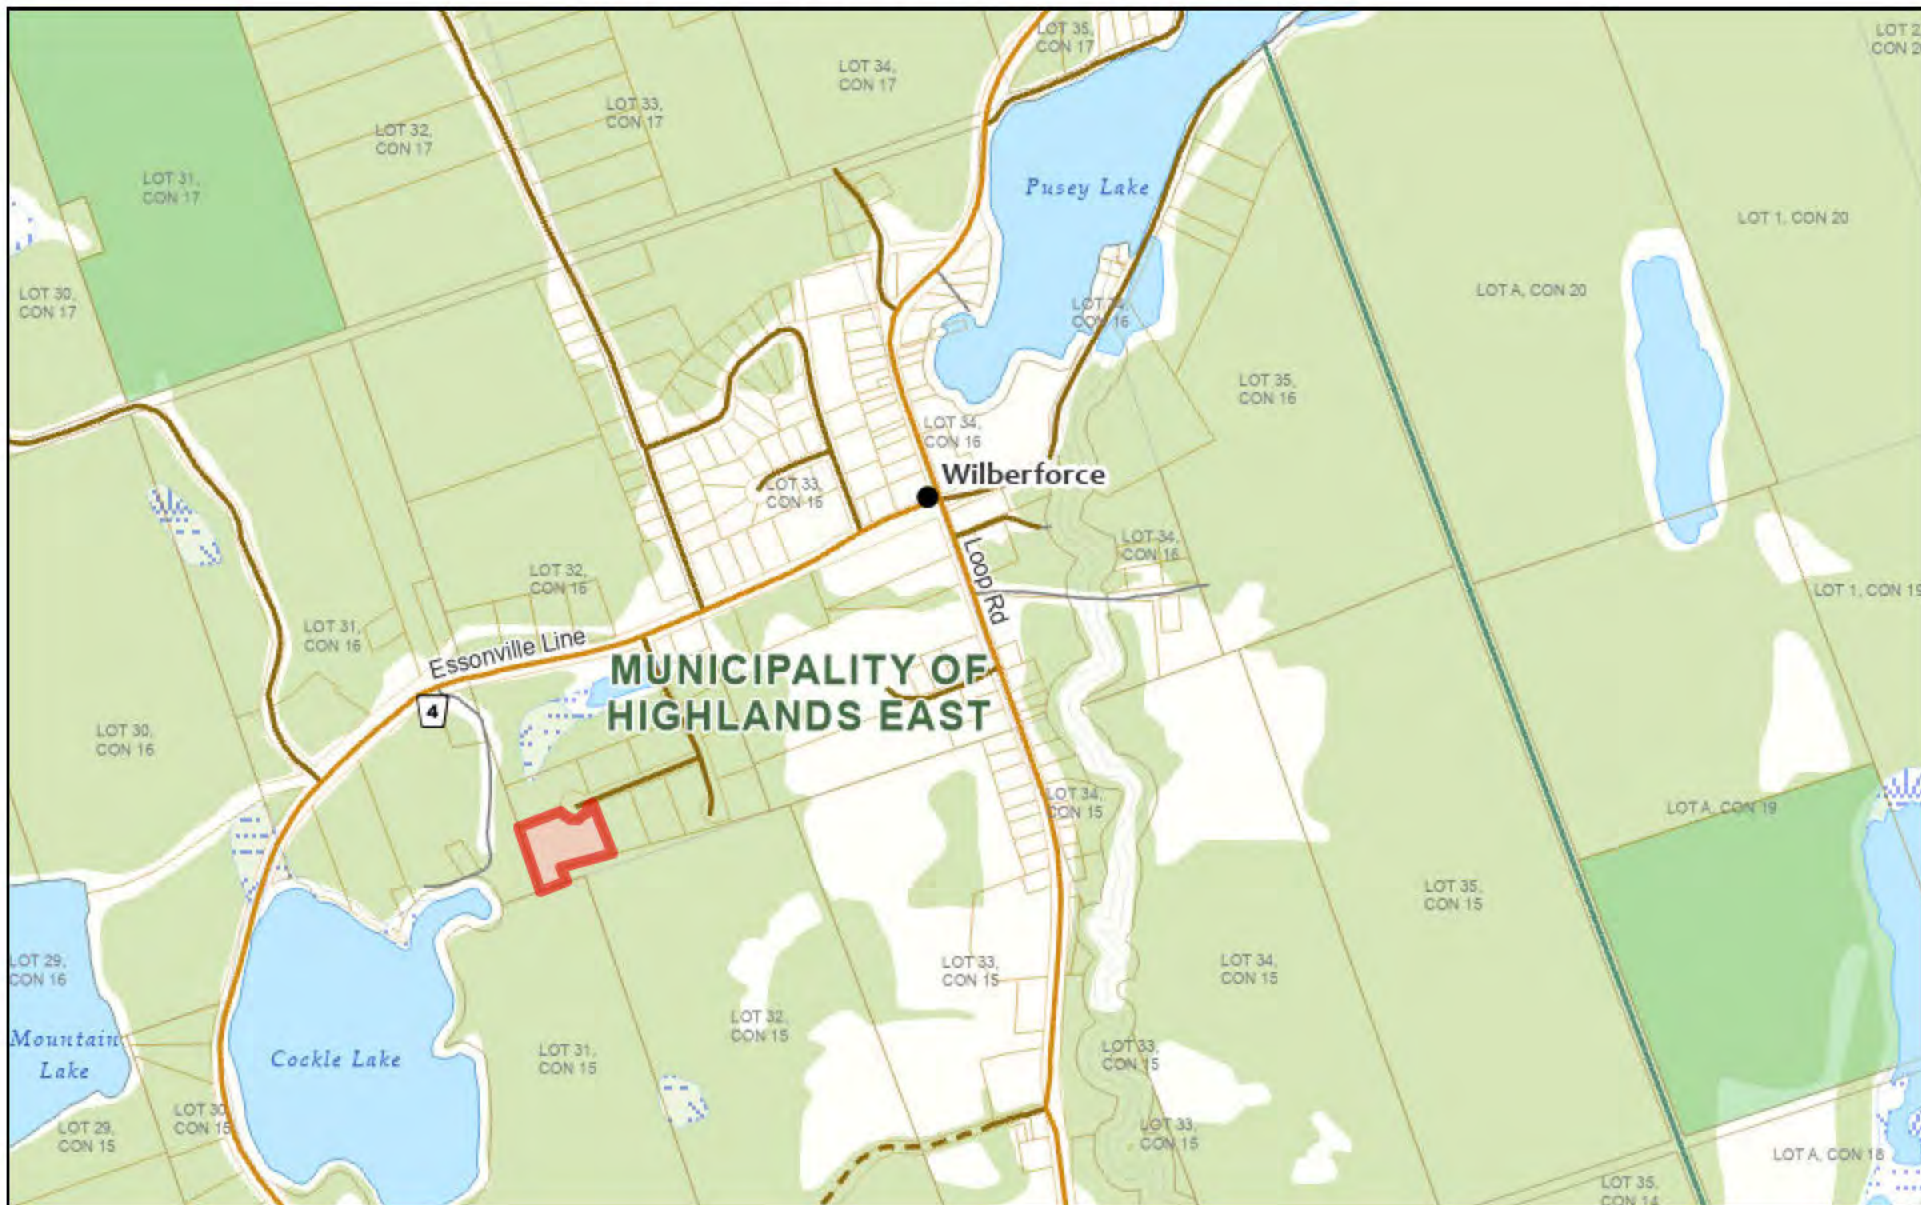 LOT 35,
CON 17
LOT 2,
CON 2
LOT 34,
CON 17
LOT 33,
CON 17
LOT 32,
CON 17
LOT 31,
CON 17
Pusey Lake
LOT 1, CON 20
LOT A, CON 20
LOT 30,
CON 17
CON 16
LOT 35,
CON 16
LOT 34,
CON 16
Wilberforce
LOT 33,
CON 16
LOT 34,
CON 16
Loop Rd
LOT 32,
CON 16
LOT 1, CON 19
LOT 31,
CON 16
Essonville Line
MUNICIPALITY OF
HIGHLANDS EAST
4
LOT 30,
CON 16
LOT 34,
CON 15
LOT A, CON 19
LOT 35,
CON 15
LOT 29,
CON 16
LOT 33,
CON 15
LOT 34,
CON 15
LOT 32,
CON 15
Mountain
Lake
Cockle Lake
LOT 31,
CON 15
LOT 33,
CON 15
LOT 30
CON 15
LOT 29,
CON 15
LOT 33,
CON 15
LOT A, CON 18
LOT 35,
CON 14